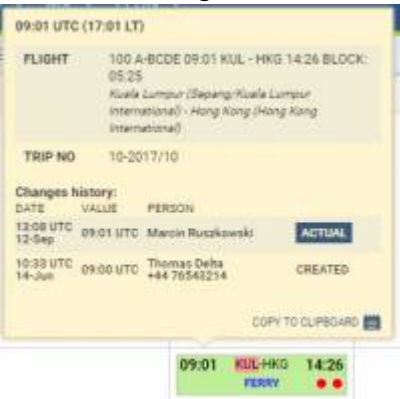 09:01 UTC (17:01 LT)
FLIGHT 100 A-BCDE 09:01 KUL - HKG 14:26 BLOCK:
05:25
Kuala Lumpur (Sepang/Kuala Lumpur
International) - Hong Kong (Hong Kong
International)
TRIP NO 10-2017/10
Changes history:
DATE VALUE PERSON
13:08 UTC
12-Sep 09:01 UTC Marcin Ruszkowski ACTUAL
10:33 UTC
14-Jun 09:00 UTC Thomas Delta
+44 76543214 CREATED
COPY TO CLIPBOARD
09:01 KUL-HKG 14:26
FERRY